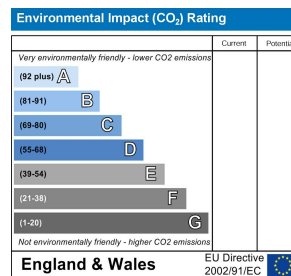 Environmental Impact (CO₂) Rating
Current Potentia
Very environmentally friendly - lower CO2 emissions
(92 plus) A
(81-91) B
(69-80) C
(55-68) D
(39-54) E
(21-38) F
(1-20) G
Not environmentally friendly - higher CO2 emissions
England & Wales
EU Directive
2002/91/EC